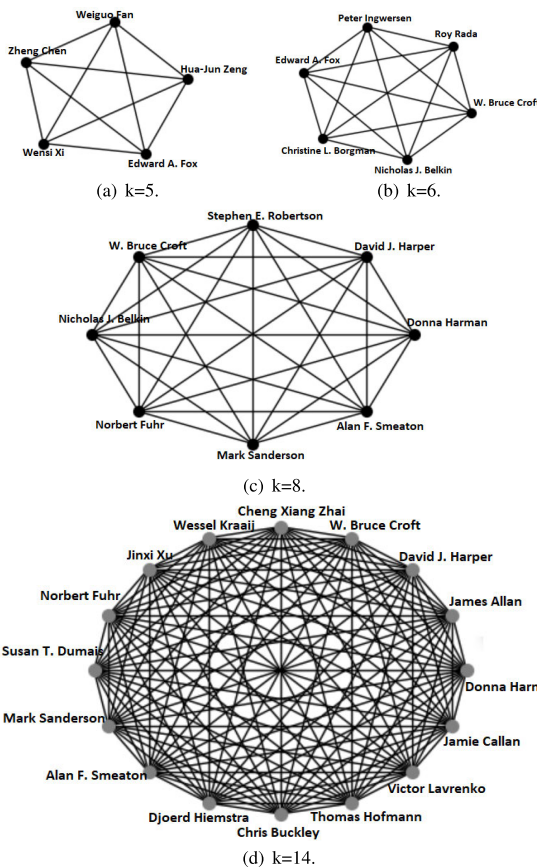 Weiguo Fan
Zheng Chen
Hua-Jun Zeng
Wensi Xi
Edward A. Fox
(a) k=5.
Peter Ingwersen
Roy Rada
Edward A. Fox
W. Bruce Croft
Christine L. Borgman
Nicholas J. Belkin
(b) k=6.
Stephen E. Robertson
W. Bruce Croft
David J. Harper
Nicholas J. Belkin
Donna Harman
Norbert Fuhr
Alan F. Smeaton
Mark Sanderson
(c) k=8.
Cheng Xiang Zhai
Wessel Kraaij
W. Bruce Croft
Jinxi Xu
David J. Harper
Norbert Fuhr
James Allan
Susan T. Dumais
Donna Harn
Mark Sanderson
Jamie Callan
Alan F. Smeaton
Victor Lavrenko
Djoerd Hiemstra
Thomas Hofmann
Chris Buckley
(d) k=14.